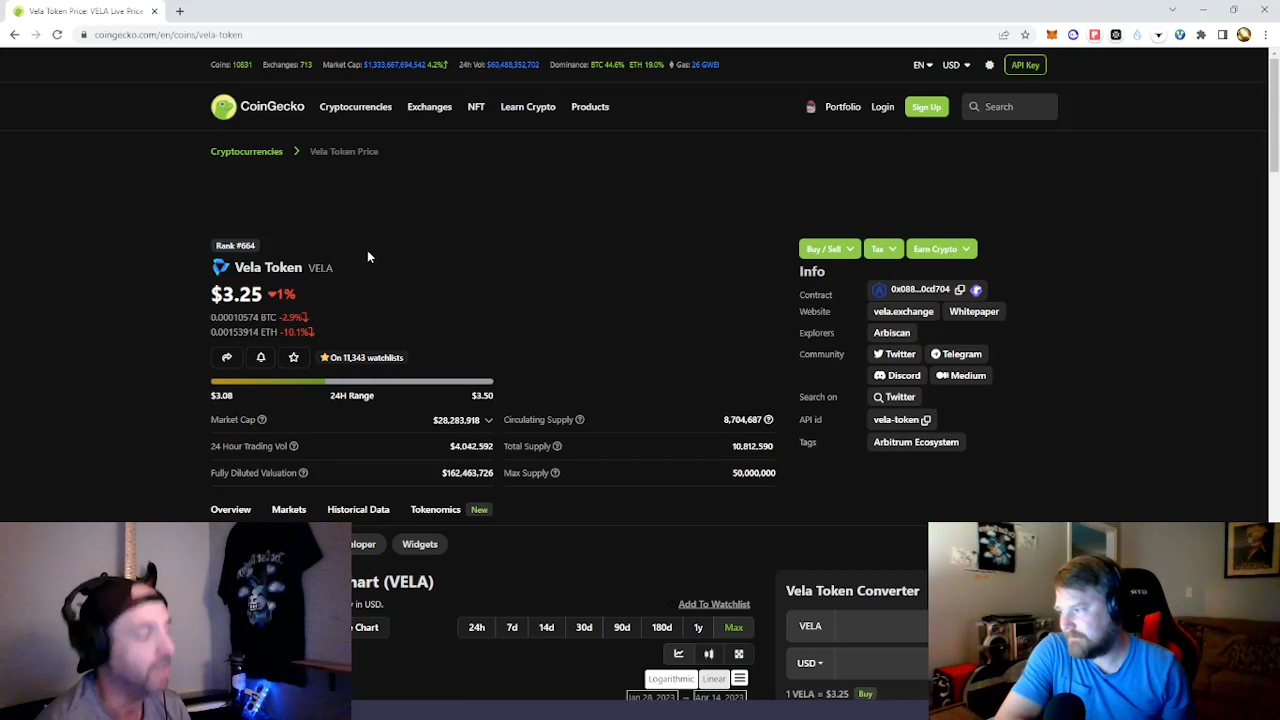 Vela Token Price: VELA Live Price
coingecko.com/en/coins/vela-token
Coins: 10831 Exchanges: 713 Market Cap: $1,333,667,694,542 4.2% 24h Vol: $60,488,352,702 Dominance: BTC 44.6% ETH 19.0% Gas: 26 GWEI
EN USD API Key
CoinGecko Cryptocurrencies Exchanges NFT Learn Crypto Products
Portfolio Login Sign Up Search
Cryptocurrencies > Vela Token Price
Rank #664
Vela Token VELA
$3.25 1%
0.00010574 BTC -2.9%
0.00153914 ETH -10.1%
On 11,343 watchlists
$3.08 24H Range $3.50
Market Cap $28,283,918
24 Hour Trading Vol $4,042,592
Fully Diluted Valuation $162,463,726
Circulating Supply 8,704,687
Total Supply 10,812,590
Max Supply 50,000,000
Buy / Sell Tax Earn Crypto
Info
Contract 0x088...0cd704
Website vela.exchange Whitepaper
Explorers Arbiscan
Community Twitter Telegram
Discord Medium
Search on Twitter
API id vela-token
Tags Arbitrum Ecosystem
Overview Markets Historical Data Tokenomics New
loper Widgets
hart (VELA)
y in USD.
Add To Watchlist
e Chart
24h 7d 14d 30d 90d 180d 1y Max
Logarithmic Linear
Jan 28, 2023 → Apr 14, 2023
Vela Token Converter
VELA
USD
1 VELA = $3.25 Buy